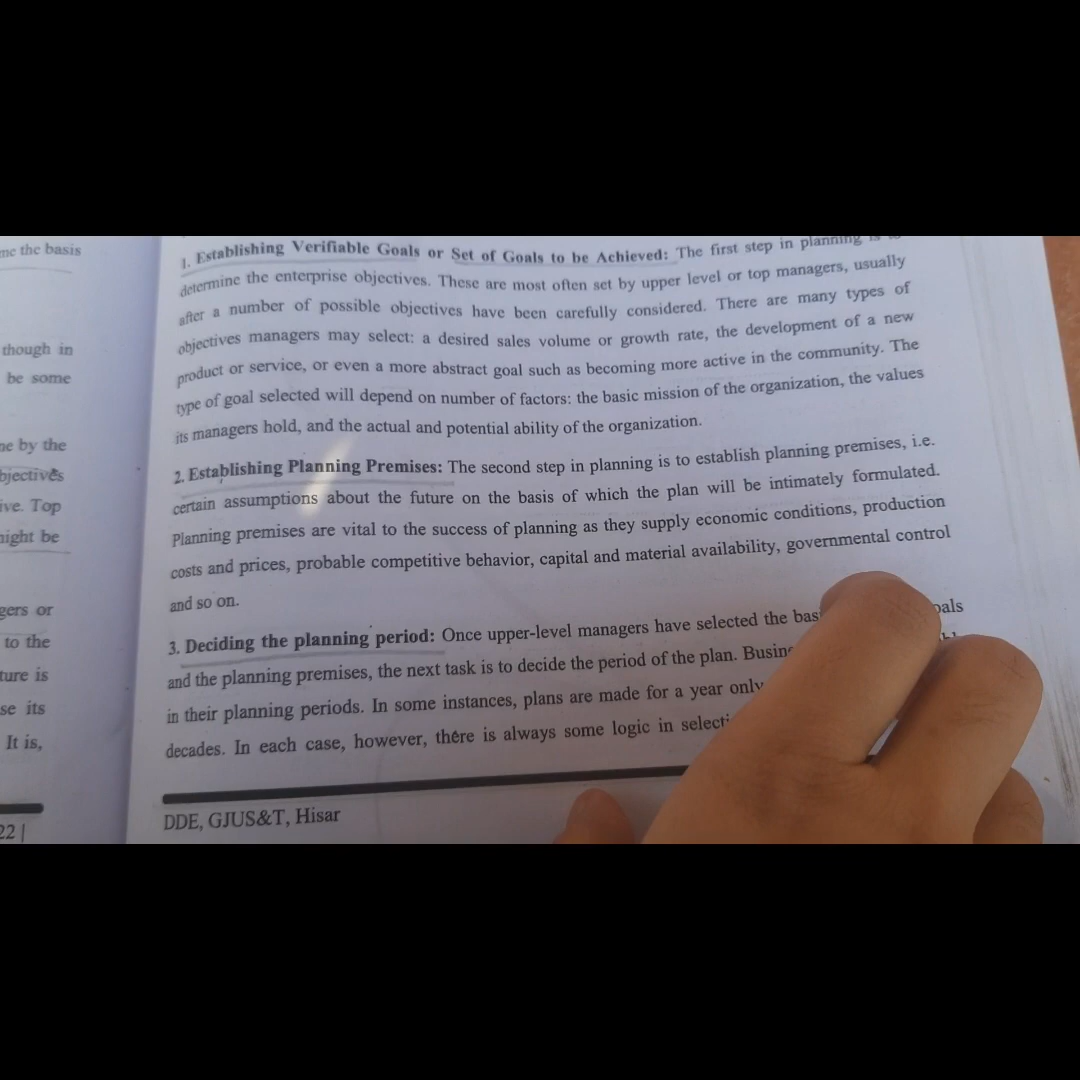 me the basis
though in
be some
ne by the
bjectives
ive. Top
night be
gers or
to the
ture is
se its
It is,
22 |
1. Establishing Verifiable Goals or Set of Goals to be Achieved: The first step in planning is to
determine the enterprise objectives. These are most often set by upper level or top managers, usually
after a number of possible objectives have been carefully considered. There are many types of
objectives managers may select: a desired sales volume or growth rate, the development of a new
product or service, or even a more abstract goal such as becoming more active in the community. The
type of goal selected will depend on number of factors: the basic mission of the organization, the values
its managers hold, and the actual and potential ability of the organization.
2. Establishing Planning Premises: The second step in planning is to establish planning premises, i.e.
certain assumptions about the future on the basis of which the plan will be intimately formulated.
Planning premises are vital to the success of planning as they supply economic conditions, production
costs and prices, probable competitive behavior, capital and material availability, governmental control
and so on.
3. Deciding the planning period: Once upper-level managers have selected the bas oals
and the planning premises, the next task is to decide the period of the plan. Busine
in their planning periods. In some instances, plans are made for a year only
decades. In each case, however, there is always some logic in selecti
DDE, GJUS&T, Hisar